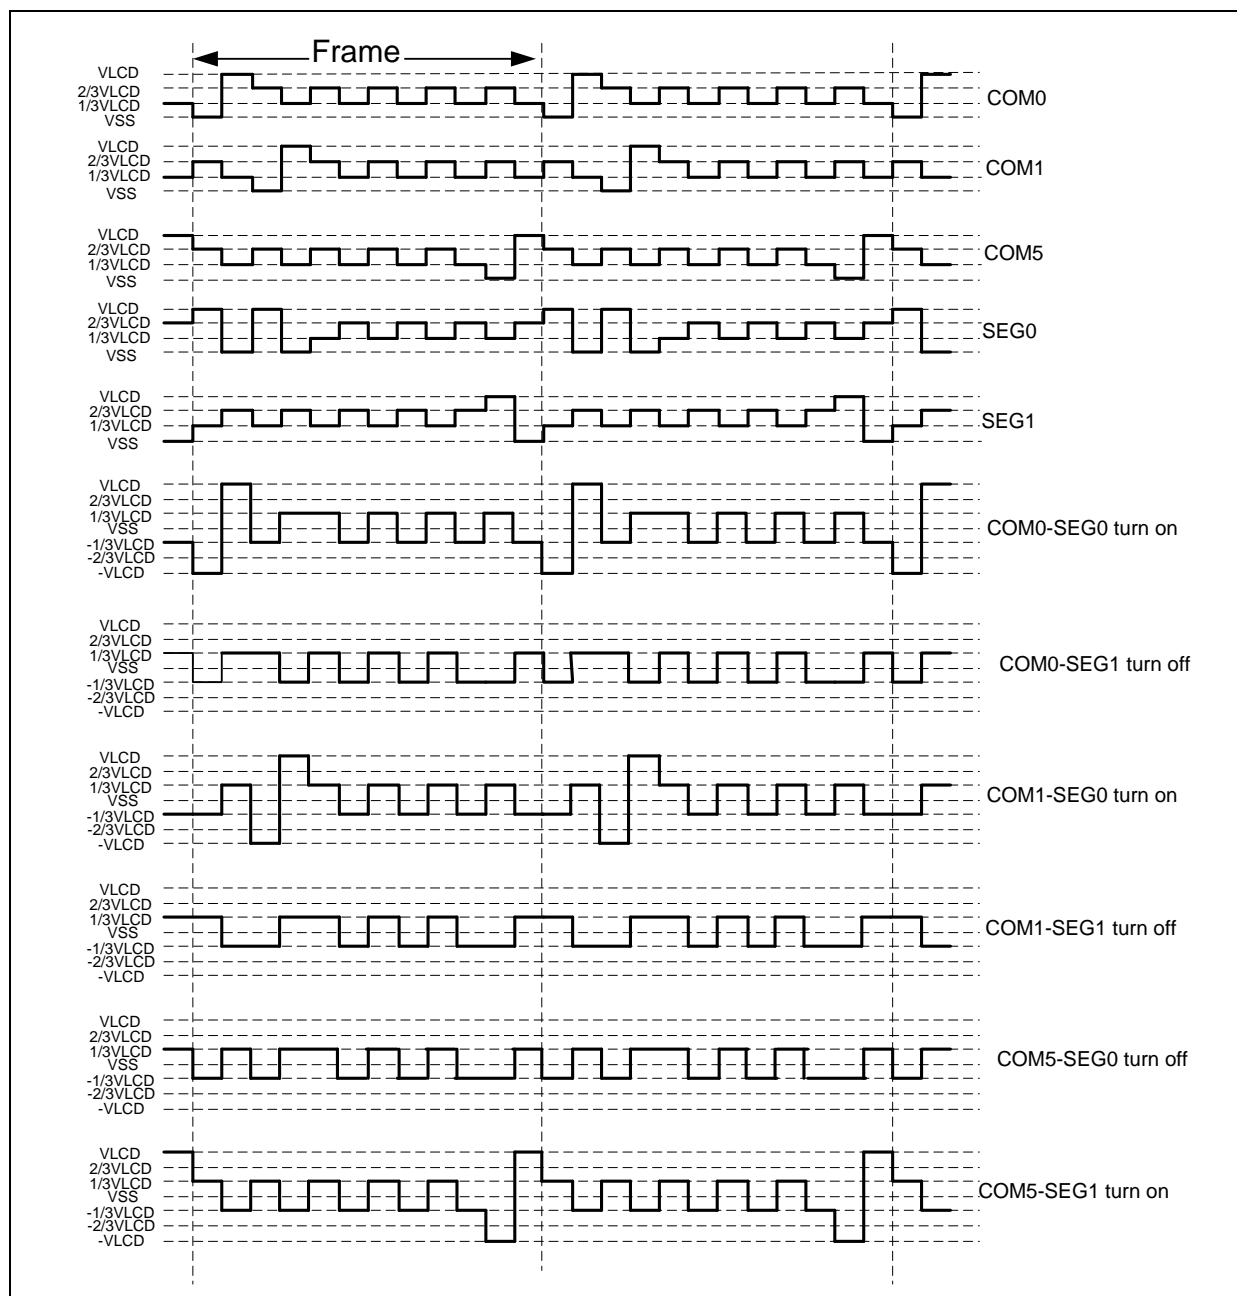 Frame
VLCD
2/3VLCD
1/3VLCD
VSS
COM0
VLCD
2/3VLCD
1/3VLCD
VSS
COM1
VLCD
2/3VLCD
1/3VLCD
VSS
COM5
VLCD
2/3VLCD
1/3VLCD
VSS
SEG0
VLCD
2/3VLCD
1/3VLCD
VSS
SEG1
VLCD
2/3VLCD
1/3VLCD
VSS
-1/3VLCD
-2/3VLCD
-VLCD
COM0-SEG0 turn on
VLCD
2/3VLCD
1/3VLCD
VSS
-1/3VLCD
-2/3VLCD
-VLCD
COM0-SEG1 turn off
VLCD
2/3VLCD
1/3VLCD
VSS
-1/3VLCD
-2/3VLCD
-VLCD
COM1-SEG0 turn on
VLCD
2/3VLCD
1/3VLCD
VSS
-1/3VLCD
-2/3VLCD
-VLCD
COM1-SEG1 turn off
VLCD
2/3VLCD
1/3VLCD
VSS
-1/3VLCD
-2/3VLCD
-VLCD
COM5-SEG0 turn off
VLCD
2/3VLCD
1/3VLCD
VSS
-1/3VLCD
-2/3VLCD
-VLCD
COM5-SEG1 turn on